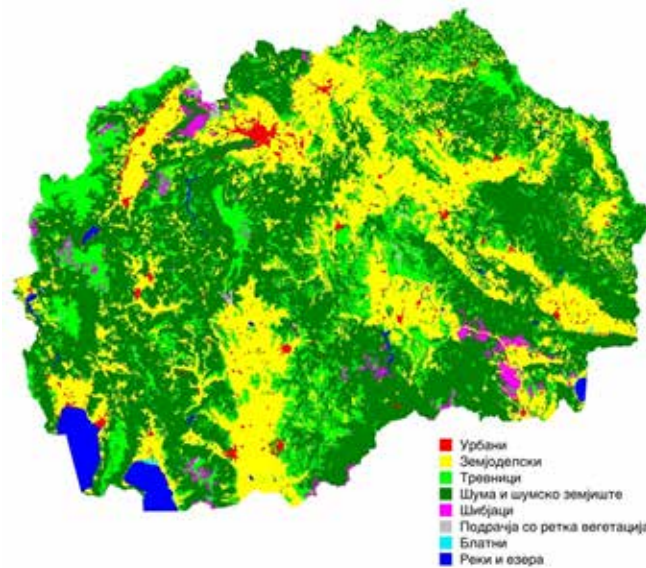 Урбани
Земјоделски
Тревници
Шума и шумско земјиште
Шибјаци
Подрачја со ретка вегетација
Блатни
Реки и езера